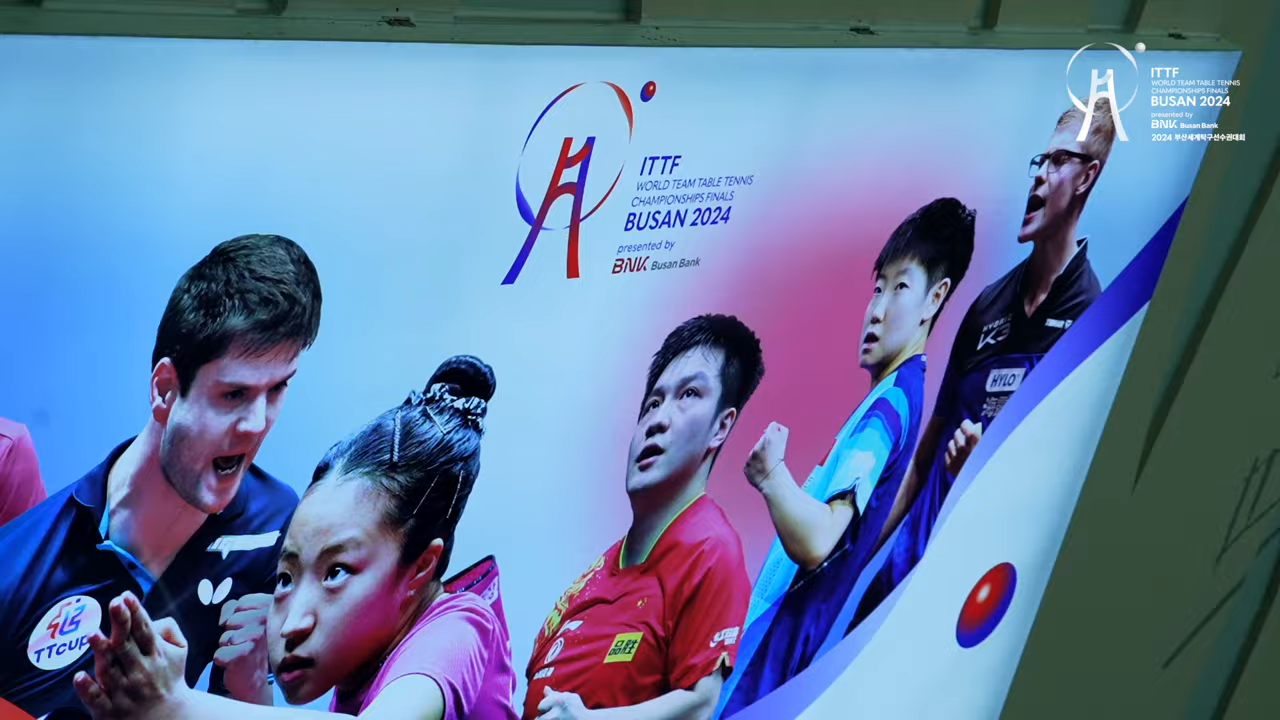 ITTF
WORLD TEAM TABLE TENNIS
CHAMPIONSHIPS FINALS
BUSAN 2024
presented by
BNK Busan Bank
ITTF
WORLD TEAM TABLE TENNIS
CHAMPIONSHIPS FINALS
BUSAN 2024
presented by
BNK Busan Bank
2024 부산세계탁구선수권대회
HYBRID
K3
HYLO
TTCUP
品胜